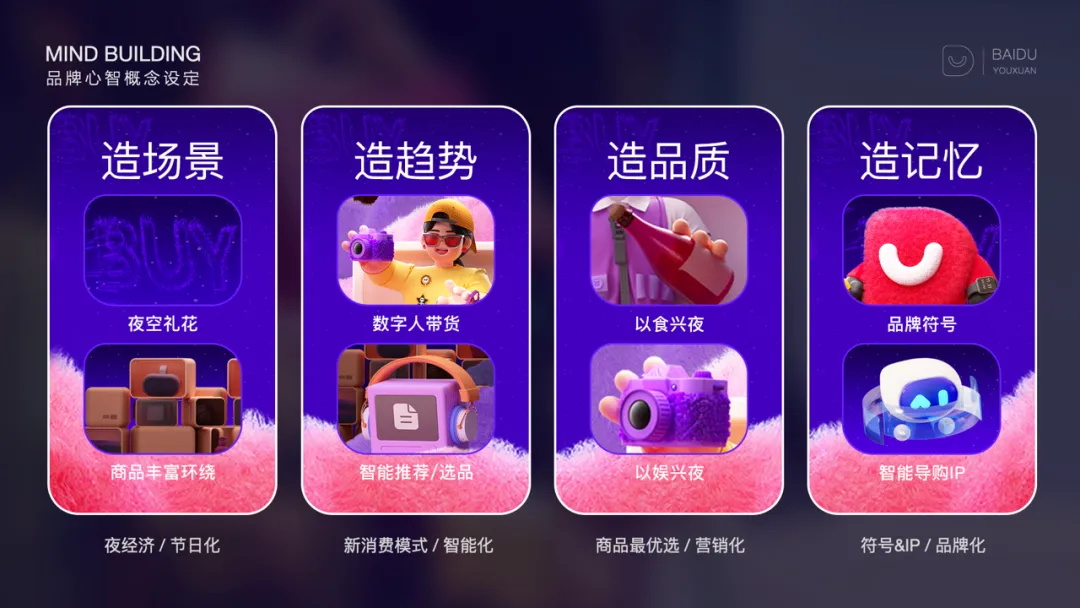 MIND BUILDING
品牌心智概念设定
BAIDU
YOUXUAN
造场景
BUY
夜空礼花
商品丰富环绕
夜经济 / 节日化
造趋势
数字人带货
智能推荐/选品
新消费模式 / 智能化
造品质
以食兴夜
以娱兴夜
商品最优选 / 营销化
造记忆
品牌符号
智能导购IP
符号&IP / 品牌化